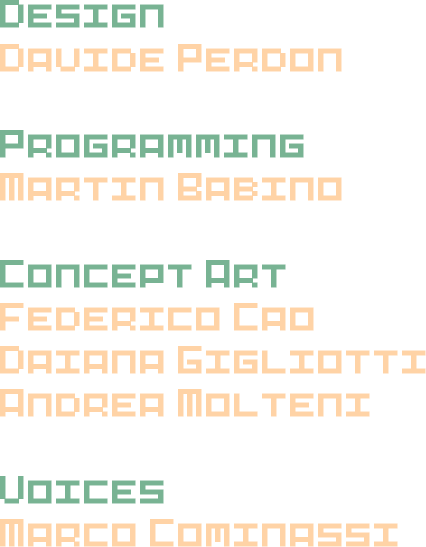 Design
Davide Perdon
Programming
Martin Babino
Concept Art
Federico Cao
Daiana Gigliotti
Andrea Molteni
Voices
Marco Cominassi